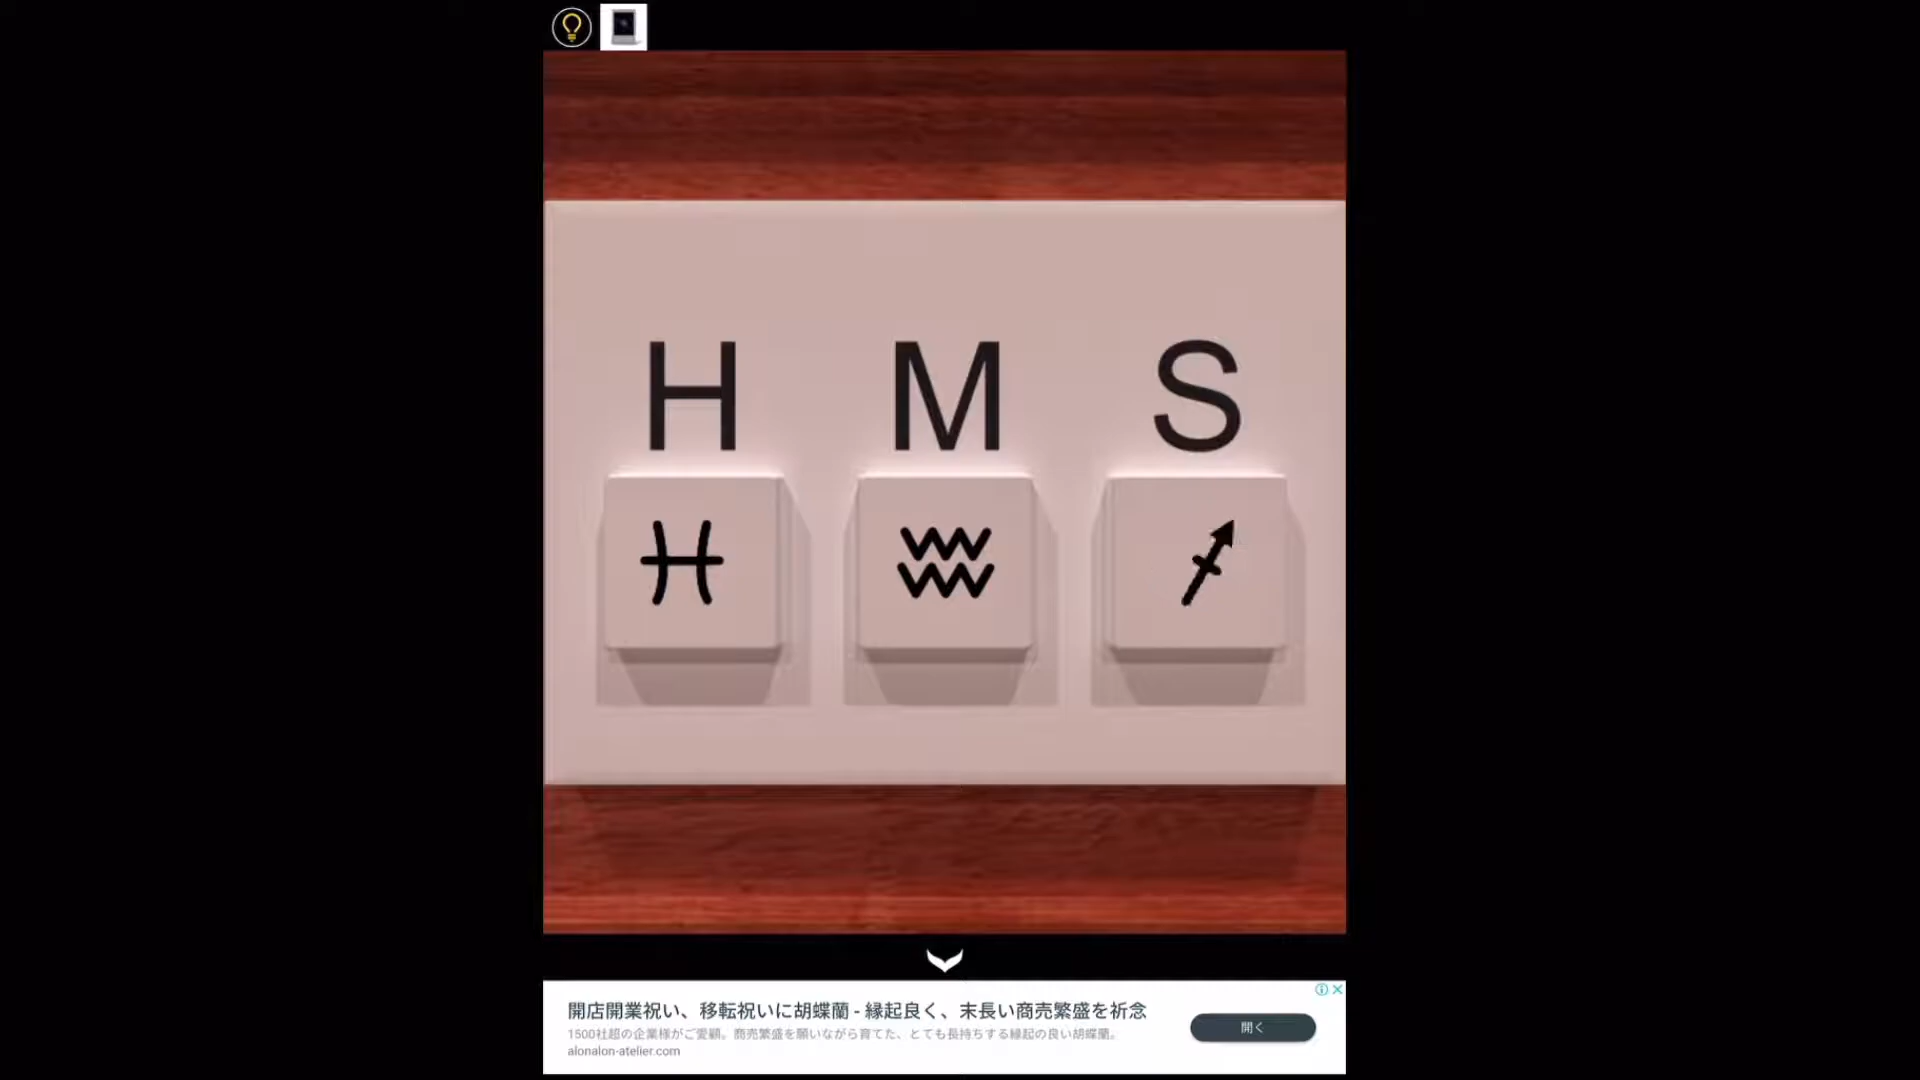 H M S
♓ ♒ ♐
開店開業祝い、移転祝いに胡蝶蘭 - 縁起良く、末長い商売繁盛を祈念
1500社超の企業様がご愛顧。商売繁盛を願いながら育てた、とても長持ちする縁起の良い胡蝶蘭。
alonalon-atelier.com
開く